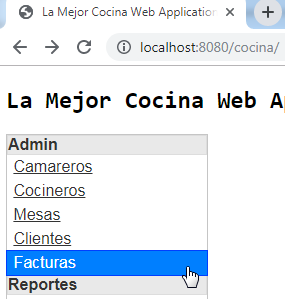 La Mejor Cocina Web Application
localhost:8080/cocina/
La Mejor Cocina Web
Admin
Camareros
Cocineros
Mesas
Clientes
Facturas
Reportes